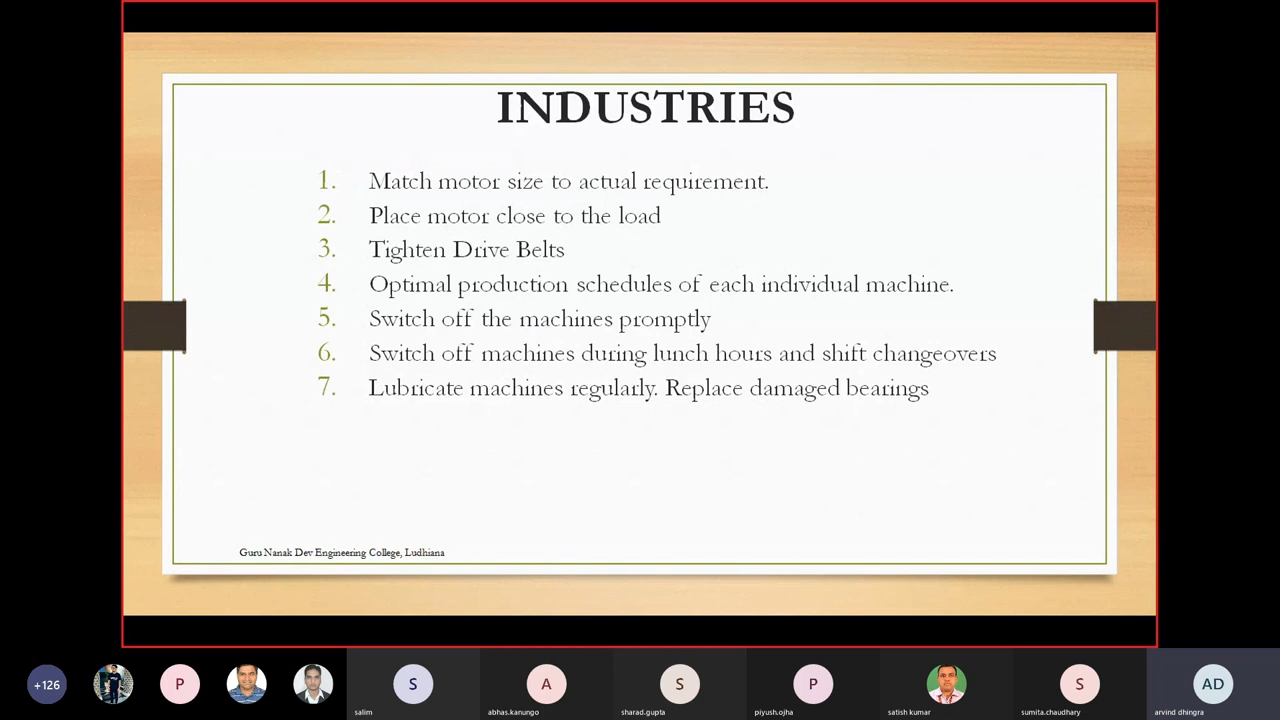 INDUSTRIES
1. Match motor size to actual requirement.
2. Place motor close to the load
3. Tighten Drive Belts
4. Optimal production schedules of each individual machine.
5. Switch off the machines promptly
6. Switch off machines during lunch hours and shift changeovers
7. Lubricate machines regularly. Replace damaged bearings
Guru Nanak Dev Engineering College, Ludhiana
+126 P S A S P S AD
salim abhas.kanungo sharad.gupta piyush.ojha satish kumar sumita.chaudhary arvind dhingra